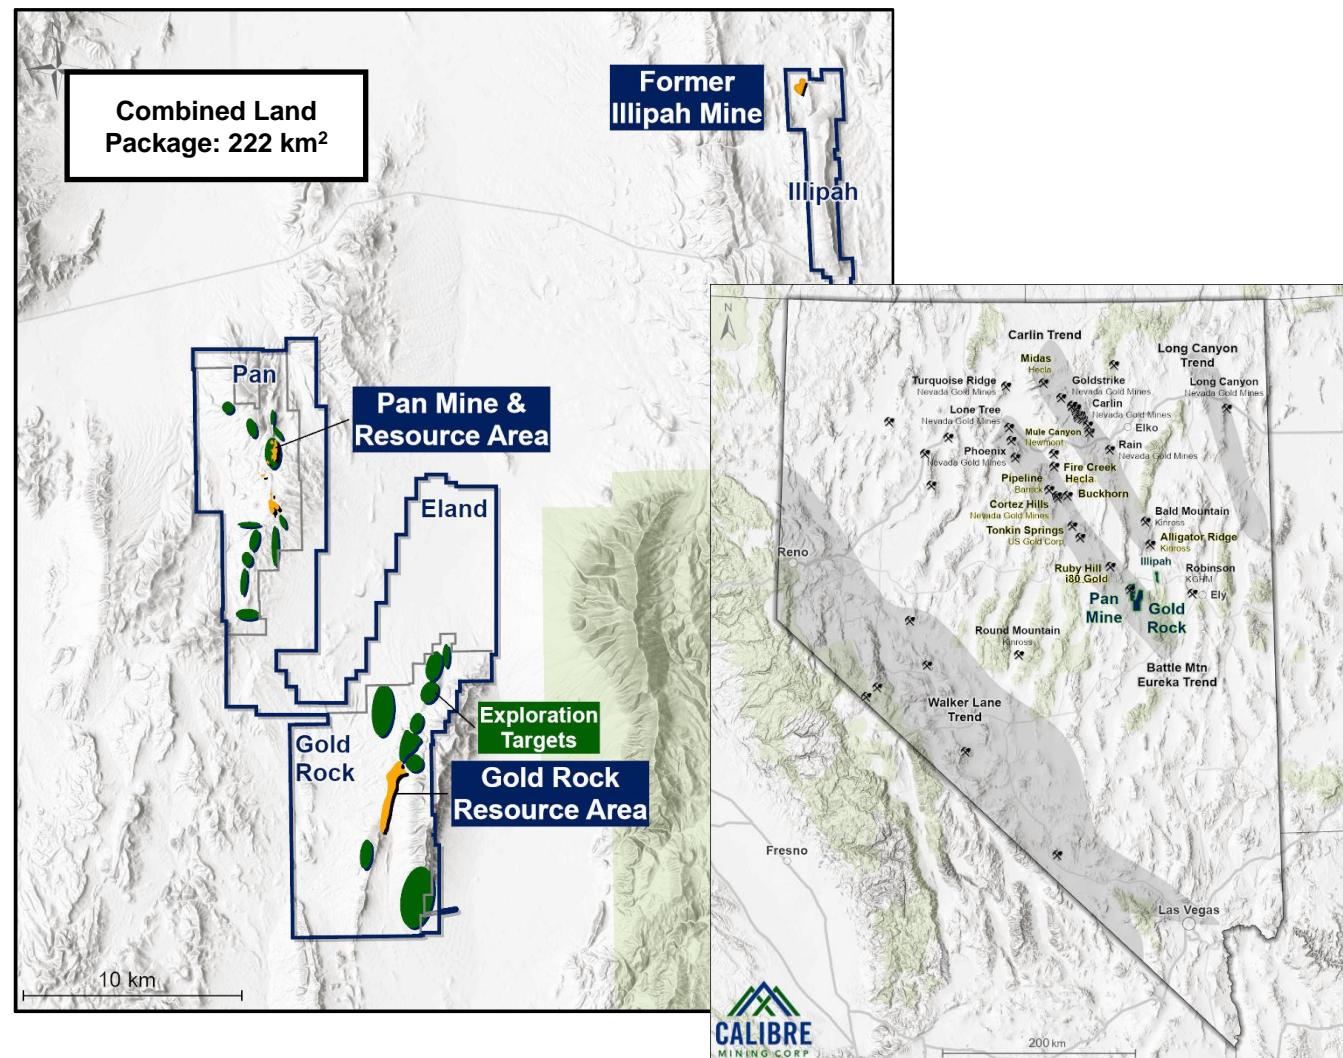 Combined Land
Package: 222 km²
Former
Illipah Mine
Illipah
Pan
Pan Mine &
Resource Area
Eland
Exploration
Targets
Gold
Rock
Gold Rock
Resource Area
10 km
N
Carlin Trend
Midas
Hecla
Long Canyon
Trend
Turquoise Ridge
Nevada Gold Mines
Goldstrike
Nevada Gold Mines
Long Canyon
Nevada Gold Mines
Lone Tree
Nevada Gold Mines
Carlin
Nevada Gold Mines
Elko
Mule Canyon
Newmont
Rain
Nevada Gold Mines
Phoenix
Nevada Gold Mines
Fire Creek
Hecla
Pipeline
Barrick
Buckhorn
Cortez Hills
Nevada Gold Mines
Bald Mountain
Kinross
Tonkin Springs
US Gold Corp
Alligator Ridge
Kinross
Reno
Illipah
Ruby Hill
i80 Gold
Robinson
KGHM
Ely
Pan
Mine
Gold
Rock
Round Mountain
Kinross
Battle Mtn
Eureka Trend
Walker Lane
Trend
Fresno
Las Vegas
CALIBRE
MINING CORP
200 km